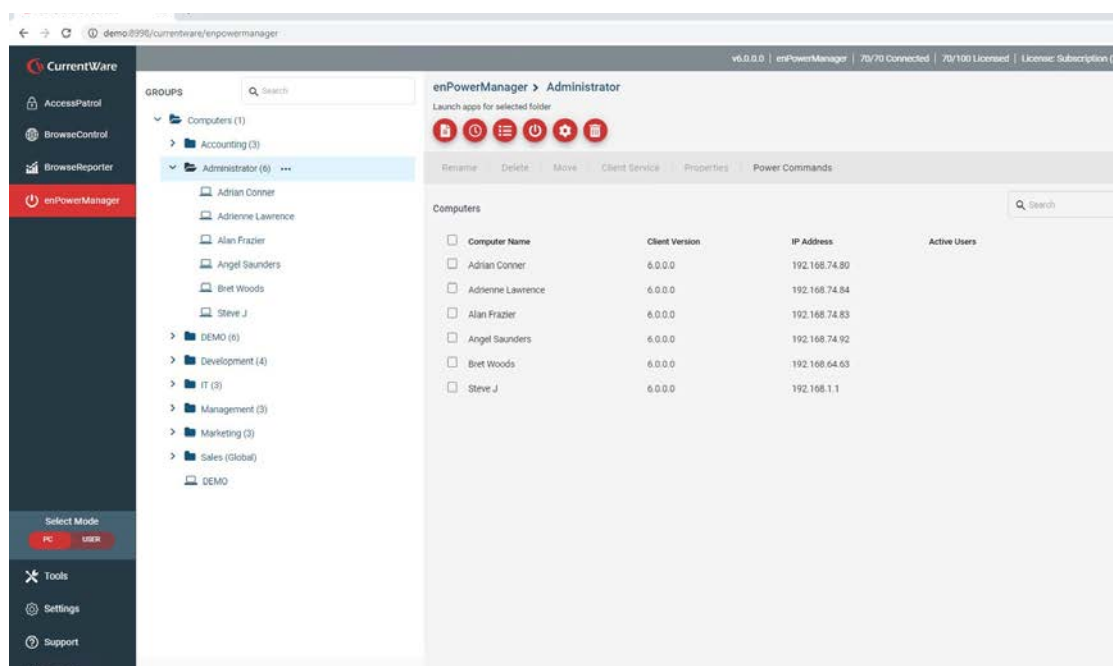 demo:8998/currentware/enpowermanager
v6.0.0.0 | enPowerManager | 70/70 Connected | 70/100 Licensed | License: Subscription (
CurrentWare
AccessPatrol
BrowseControl
BrowseReporter
enPowerManager
Select Mode
PC USER
Tools
Settings
Support
GROUPS Search
Computers (1)
Accounting (3)
Administrator (6) •••
Adrian Conner
Adrienne Lawrence
Alan Frazier
Angel Saunders
Bret Woods
Steve J
DEMO (6)
Development (4)
IT (3)
Management (3)
Marketing (3)
Sales (Global)
DEMO
enPowerManager > Administrator
Launch apps for selected folder
Rename Delete Move Client Service Properties Power Commands
Computers Search
Computer Name Client Version IP Address Active Users
Adrian Conner 6.0.0.0 192.168.74.80
Adrienne Lawrence 6.0.0.0 192.168.74.84
Alan Frazier 6.0.0.0 192.168.74.83
Angel Saunders 6.0.0.0 192.168.74.92
Bret Woods 6.0.0.0 192.168.64.63
Steve J 6.0.0.0 192.168.1.1